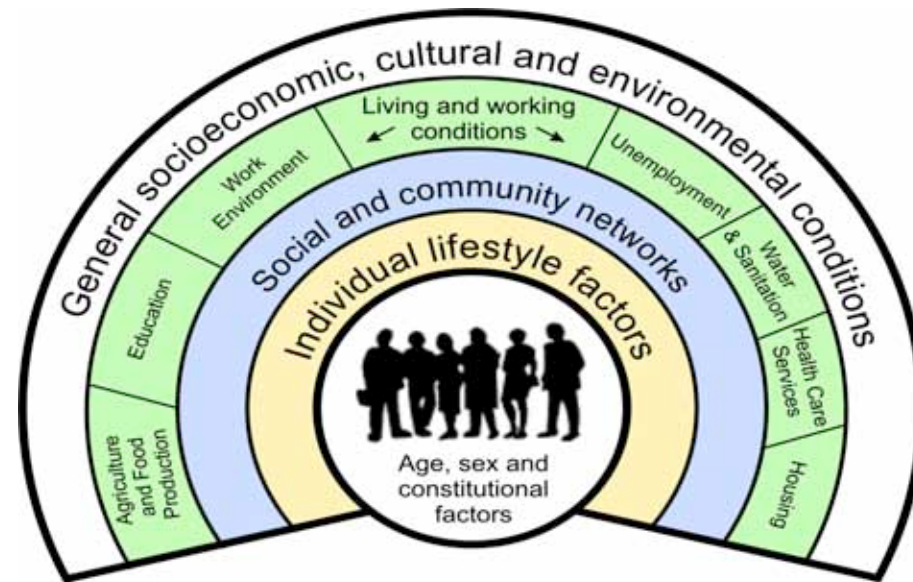 General socioeconomic, cultural and environmental conditions
Living and working
conditions
Agriculture
and Food
Production
Education
Work
Environment
Unemployment
Water
& Sanitation
Health Care
Services
Housing
Social and community networks
Individual lifestyle factors
Age, sex and
constitutional
factors